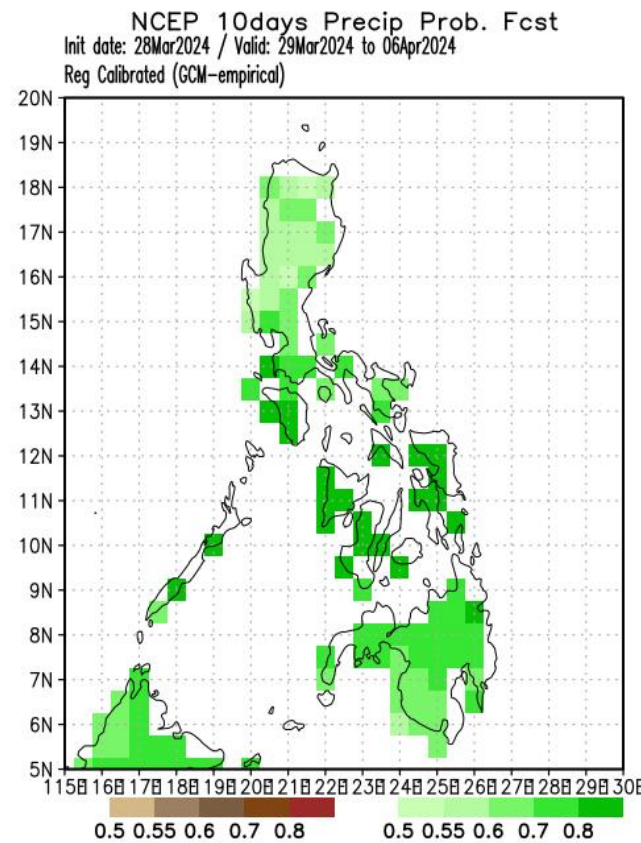 NCEP 10days Precip Prob. Fcst
Init date: 28Mar2024 / Valid: 29Mar2024 to 06Apr2024
Reg Calibrated (GCM-empirical)
20N
19N
18N
17N
16N
15N
14N
13N
12N
11N
10N
9N
8N
7N
6N
5N
115E 116E 117E 118E 119E 120E 121E 122E 123E 124E 125E 126E 127E 128E 129E 130E
0.5 0.55 0.6 0.7 0.8 0.5 0.55 0.6 0.7 0.8